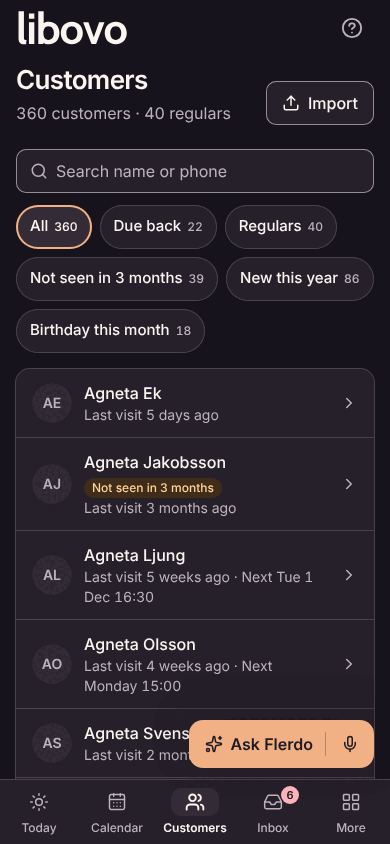 libovo
Customers
360 customers · 40 regulars
Import
Search name or phone
All 360
Due back 22
Regulars 40
Not seen in 3 months 39
New this year 86
Birthday this month 18
AE
Agneta Ek
Last visit 5 days ago
AJ
Agneta Jakobsson
Not seen in 3 months
Last visit 3 months ago
AL
Agneta Ljung
Last visit 5 weeks ago · Next Tue 1
Dec 16:30
AO
Agneta Olsson
Last visit 4 weeks ago · Next
Monday 15:00
AS
Agneta Svens
Last visit 2 mon
Ask Flerdo
Today
Calendar
Customers
6
Inbox
More